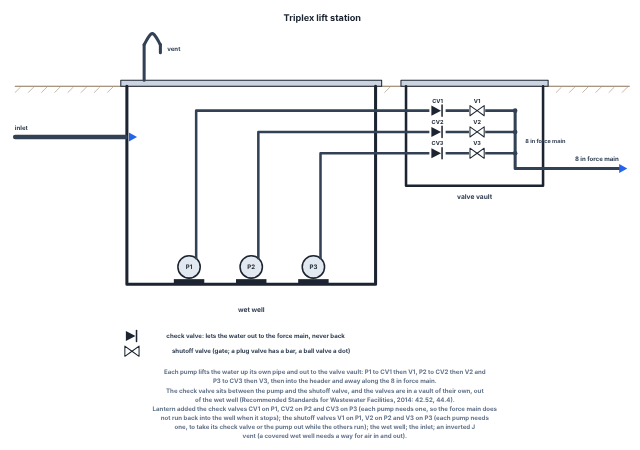 Triplex lift station
vent
CV1 V1
CV2 V2
inlet
8 in force main
CV3 V3
8 in force main
valve vault
P1 P2 P3
wet well
check valve: lets the water out to the force main, never back
shutoff valve (gate; a plug valve has a bar, a ball valve a dot)
Each pump lifts the water up its own pipe and out to the valve vault: P1 to CV1 then V1, P2 to CV2 then V2 and
P3 to CV3 then V3, then into the header and away along the 8 in force main.
The check valve sits between the pump and the shutoff valve, and the valves are in a vault of their own, out
of the wet well (Recommended Standards for Wastewater Facilities, 2014: 42.52, 44.4).
Lantern added the check valves CV1 on P1, CV2 on P2 and CV3 on P3 (each pump needs one, so the force main does
not run back into the well when it stops); the shutoff valves V1 on P1, V2 on P2 and V3 on P3 (each pump needs
one, to take its check valve or the pump out while the others run); the wet well; the inlet; an inverted J
vent (a covered wet well needs a way for air in and out).